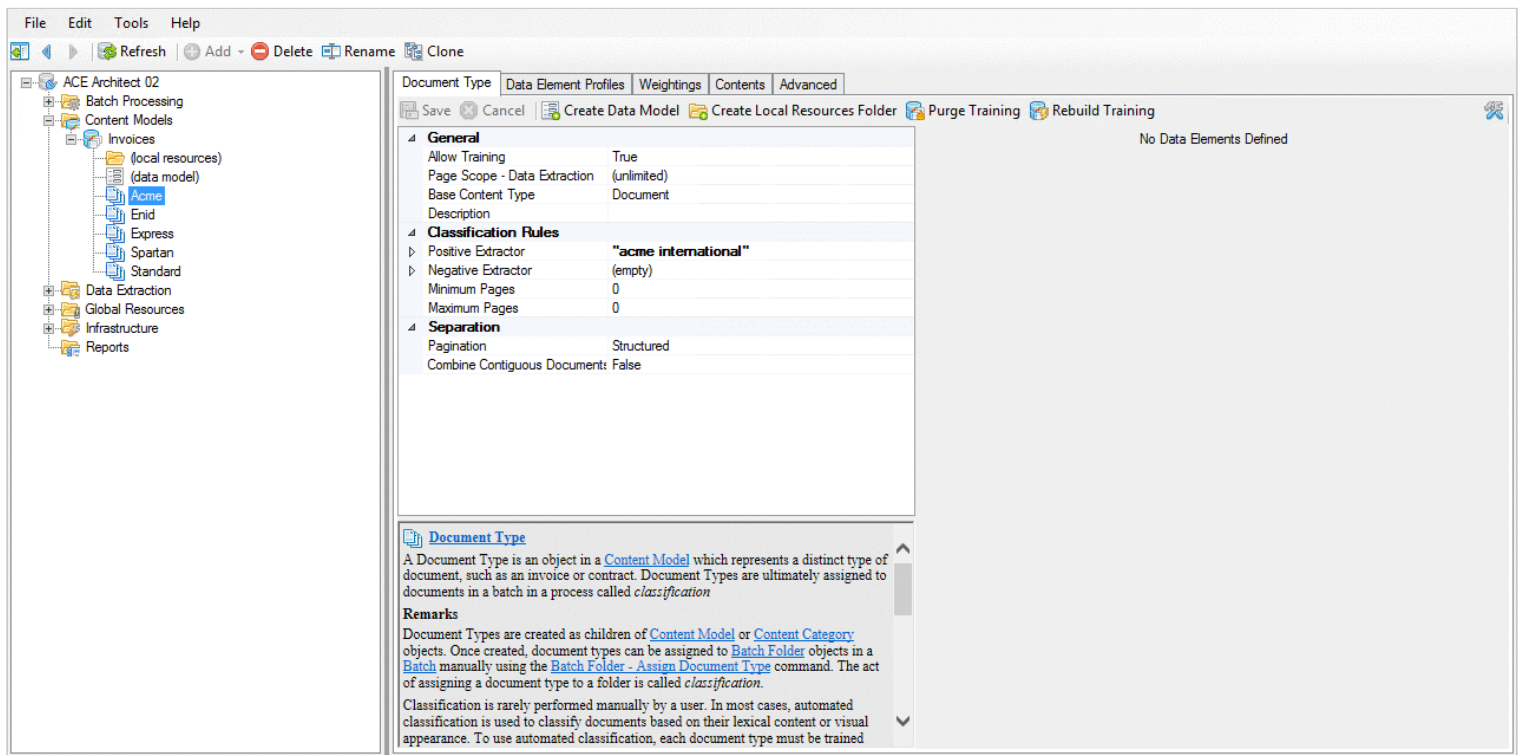 File Edit Tools Help
Refresh Add Delete Rename Clone
ACE Architect 02
Batch Processing
Content Models
Invoices
(local resources)
(data model)
Acme
Enid
Express
Spartan
Standard
Data Extraction
Global Resources
Infrastructure
Reports
Document Type Data Element Profiles Weightings Contents Advanced
Save Cancel Create Data Model Create Local Resources Folder Purge Training Rebuild Training
General
Allow Training True
Page Scope - Data Extraction (unlimited)
Base Content Type Document
Description
Classification Rules
Positive Extractor "acme international"
Negative Extractor (empty)
Minimum Pages 0
Maximum Pages 0
Separation
Pagination Structured
Combine Contiguous Documents False
No Data Elements Defined
Document Type
A Document Type is an object in a Content Model which represents a distinct type of
document, such as an invoice or contract. Document Types are ultimately assigned to
documents in a batch in a process called classification
Remarks
Document Types are created as children of Content Model or Content Category
objects. Once created, document types can be assigned to Batch Folder objects in a
Batch manually using the Batch Folder - Assign Document Type command. The act
of assigning a document type to a folder is called classification.
Classification is rarely performed manually by a user. In most cases, automated
classification is used to classify documents based on their lexical content or visual
appearance. To use automated classification, each document type must be trained